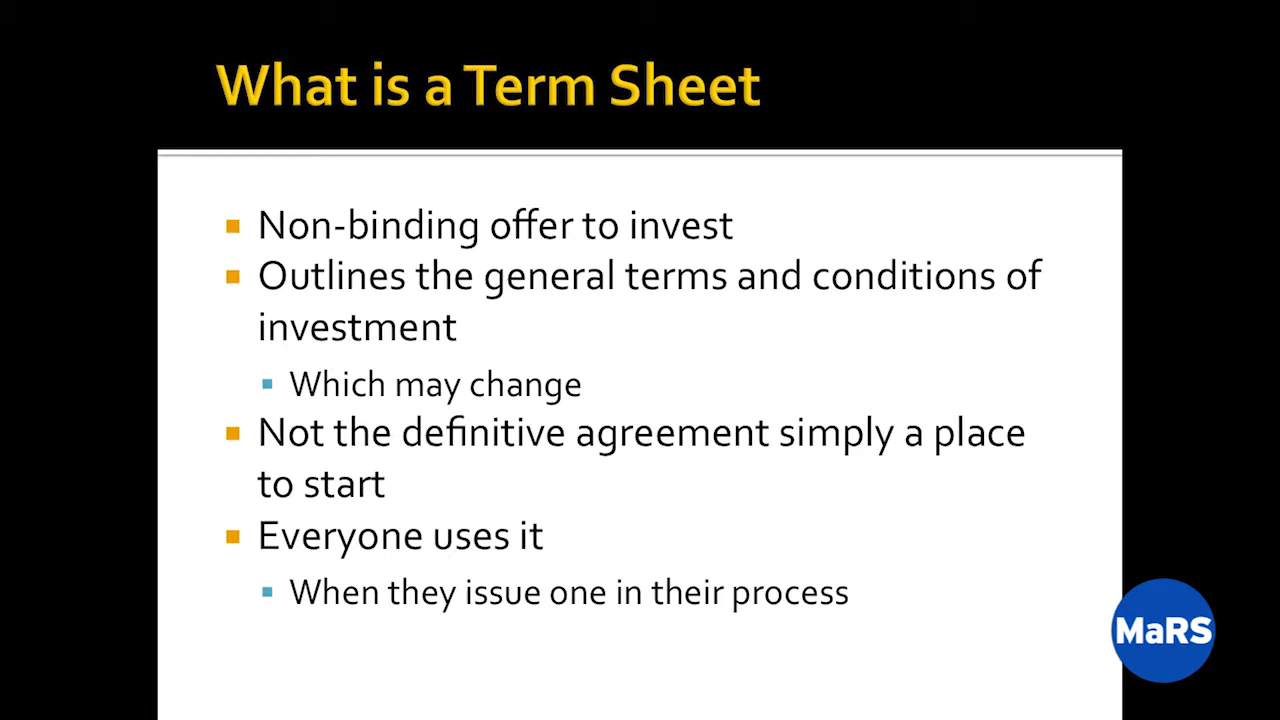 What is a Term Sheet
Non-binding offer to invest
Outlines the general terms and conditions of
investment
Which may change
Not the definitive agreement simply a place
to start
Everyone uses it
When they issue one in their process
MaRS